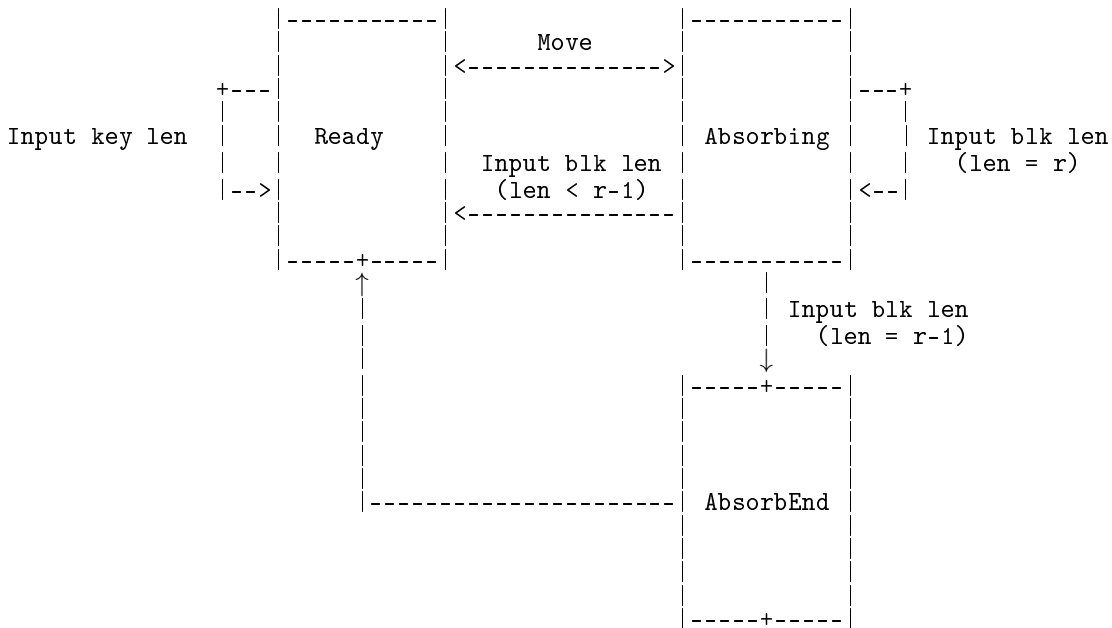 Move
Input key len
Ready
Absorbing
Input blk len
(len = r)
Input blk len
(len < r-1)
Input blk len
(len = r-1)
AbsorbEnd